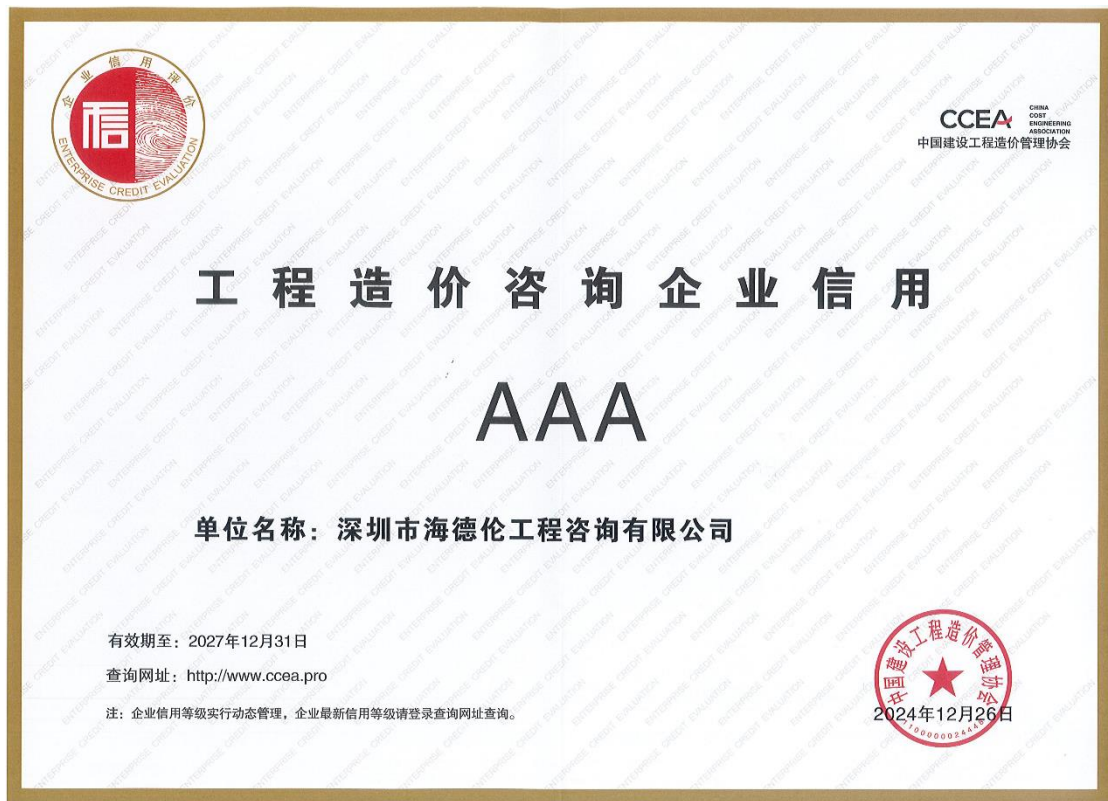 企业信用评价
信
ENTERPRISE CREDIT EVALUATION
CCEA
CHINA
COST
ENGINEERING
ASSOCIATION
中国建设工程造价管理协会
工程造价咨询企业信用
AAA
单位名称：深圳市海德伦工程咨询有限公司
有效期至：2027年12月31日
查询网址：http://www.ccea.pro
注：企业信用等级实行动态管理，企业最新信用等级请登录查询网址查询。
中国建设工程造价管理协会
2024年12月26日